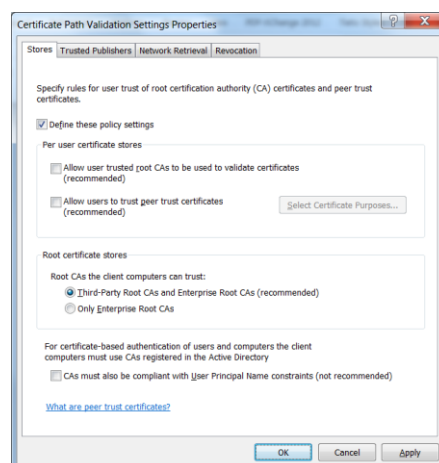 Certificate Path Validation Settings Properties
Stores Trusted Publishers Network Retrieval Revocation
Specify rules for user trust of root certification authority (CA) certificates and peer trust
certificates.
Define these policy settings
Per user certificate stores
Allow user trusted root CAs to be used to validate certificates
(recommended)
Allow users to trust peer trust certificates
(recommended)
Select Certificate Purposes...
Root certificate stores
Root CAs the client computers can trust:
Third-Party Root CAs and Enterprise Root CAs (recommended)
Only Enterprise Root CAs
For certificate-based authentication of users and computers the client
computers must use CAs registered in the Active Directory
CAs must also be compliant with User Principal Name constraints (not recommended)
What are peer trust certificates?
OK Cancel Apply